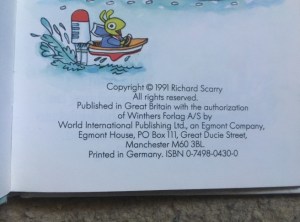 Copyright © 1991 Richard Scarry
All rights reserved.
Published in Great Britain with the authorization
of Winthers Forlag A/S by
World International Publishing Ltd., an Egmont Company,
Egmont House, PO Box 111, Great Ducie Street,
Manchester M60 3BL.
Printed in Germany. ISBN 0-7498-0430-0